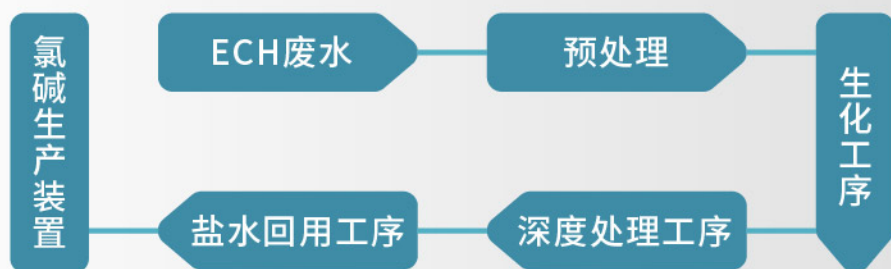 ECH废水
预处理
生化工序
深度处理工序
盐水回用工序
氯碱生产装置